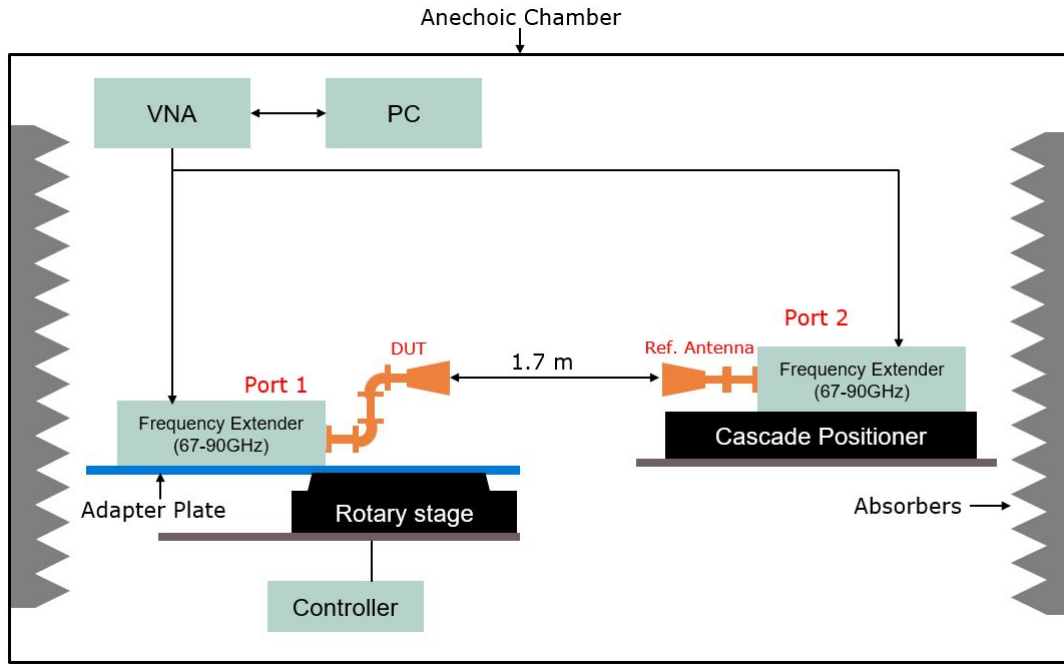 Anechoic Chamber
VNA
PC
Port 2
DUT
1.7 m
Ref. Antenna
Port 1
Frequency Extender
(67-90GHz)
Frequency Extender
(67-90GHz)
Cascade Positioner
Adapter Plate
Rotary stage
Absorbers
Controller